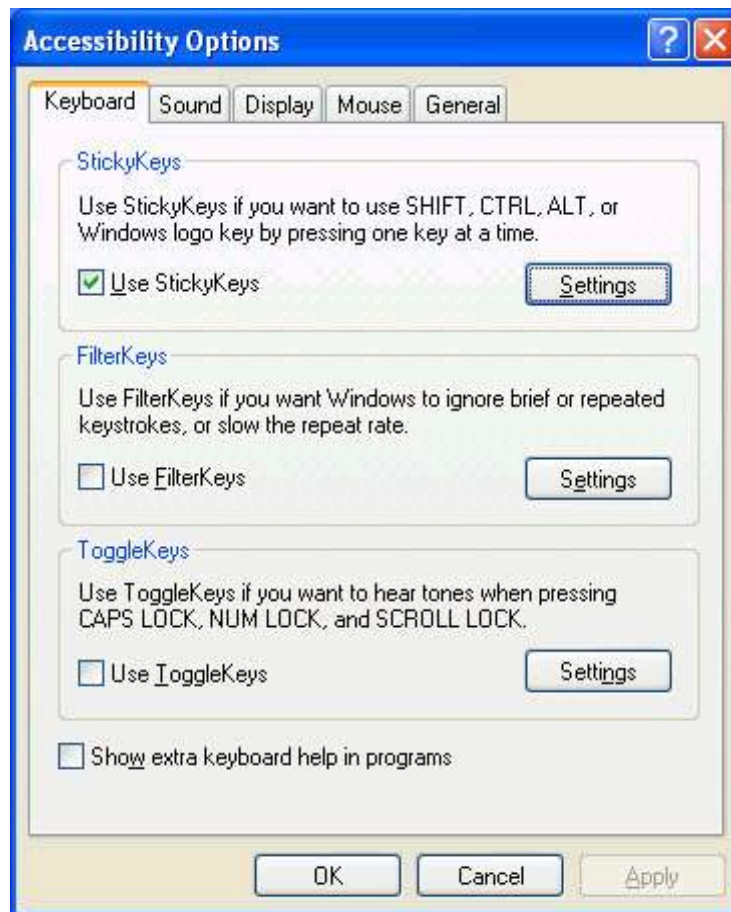 Accessibility Options
Keyboard Sound Display Mouse General
StickyKeys
Use StickyKeys if you want to use SHIFT, CTRL, ALT, or
Windows logo key by pressing one key at a time.
Use StickyKeys Settings
FilterKeys
Use FilterKeys if you want Windows to ignore brief or repeated
keystrokes, or slow the repeat rate.
Use FilterKeys Settings
ToggleKeys
Use ToggleKeys if you want to hear tones when pressing
CAPS LOCK, NUM LOCK, and SCROLL LOCK.
Use ToggleKeys Settings
Show extra keyboard help in programs
OK Cancel Apply